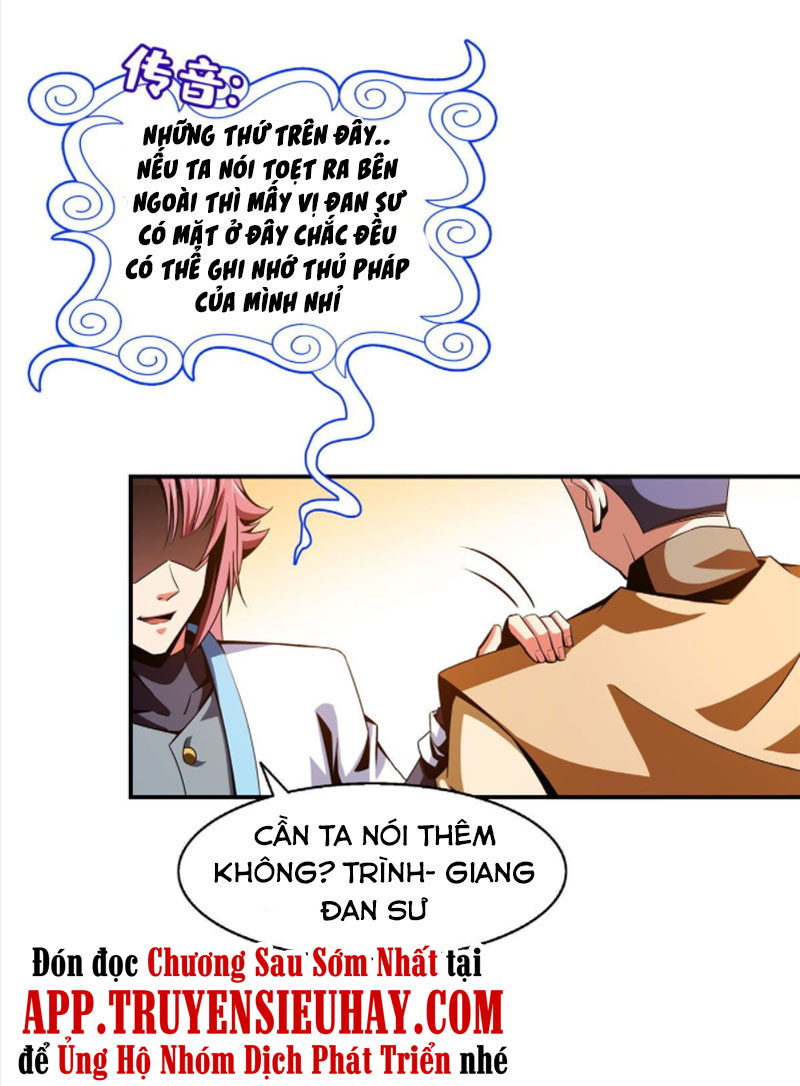 传音:
NHỮNG THỨ TRÊN ĐÂY..
NẾU TA NÓI TOẸT RA BÊN
NGOÀI THÌ MẤY VỊ ĐAN SƯ
CÓ MẶT Ở ĐÂY CHẮC ĐỀU
CÓ THỂ GHI NHỚ THỦ PHÁP
CỦA MÌNH NHỈ
CẦN TA NÓI THÊM
KHÔNG? TRÌNH- GIANG
ĐAN SƯ
Đón đọc Chương Sau Sớm Nhất tại
APP.TRUYENSIEUHAY.COM
để Ủng Hộ Nhóm Dịch Phát Triển nhé